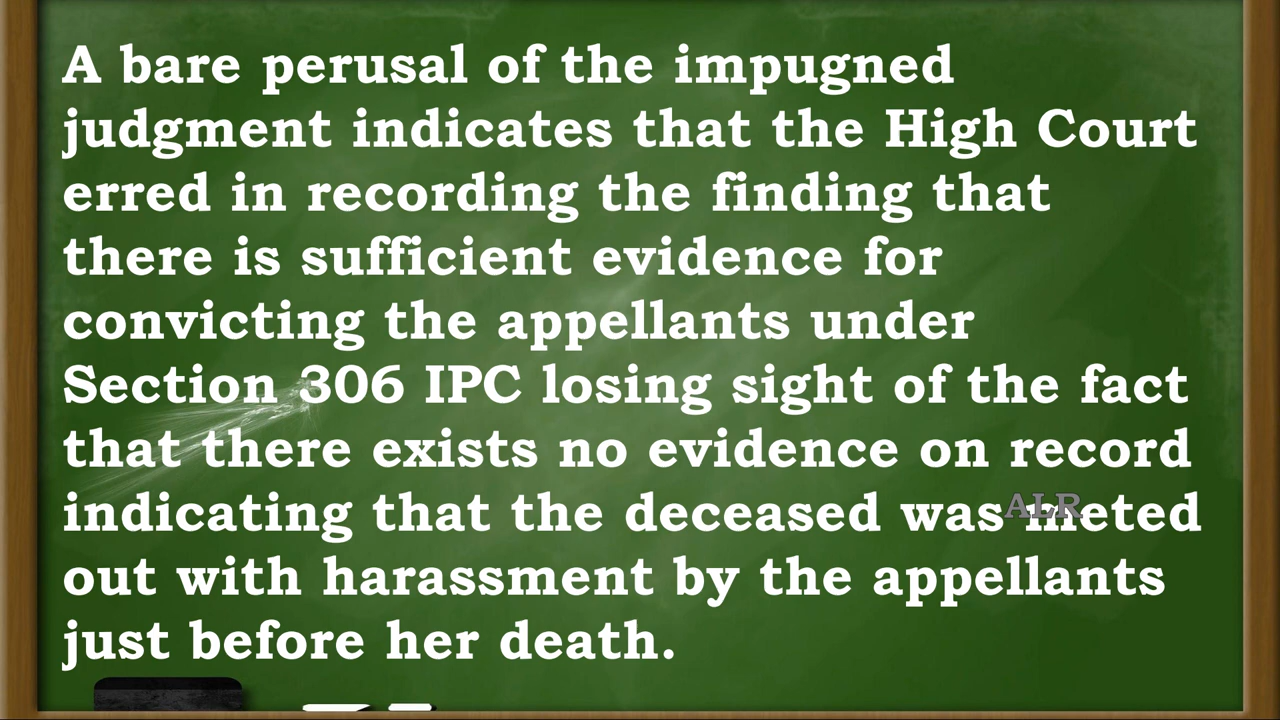 A bare perusal of the impugned
judgment indicates that the High Court
erred in recording the finding that
there is sufficient evidence for
convicting the appellants under
Section 306 IPC losing sight of the fact
that there exists no evidence on record
indicating that the deceased was meted
out with harassment by the appellants
just before her death.
ALR